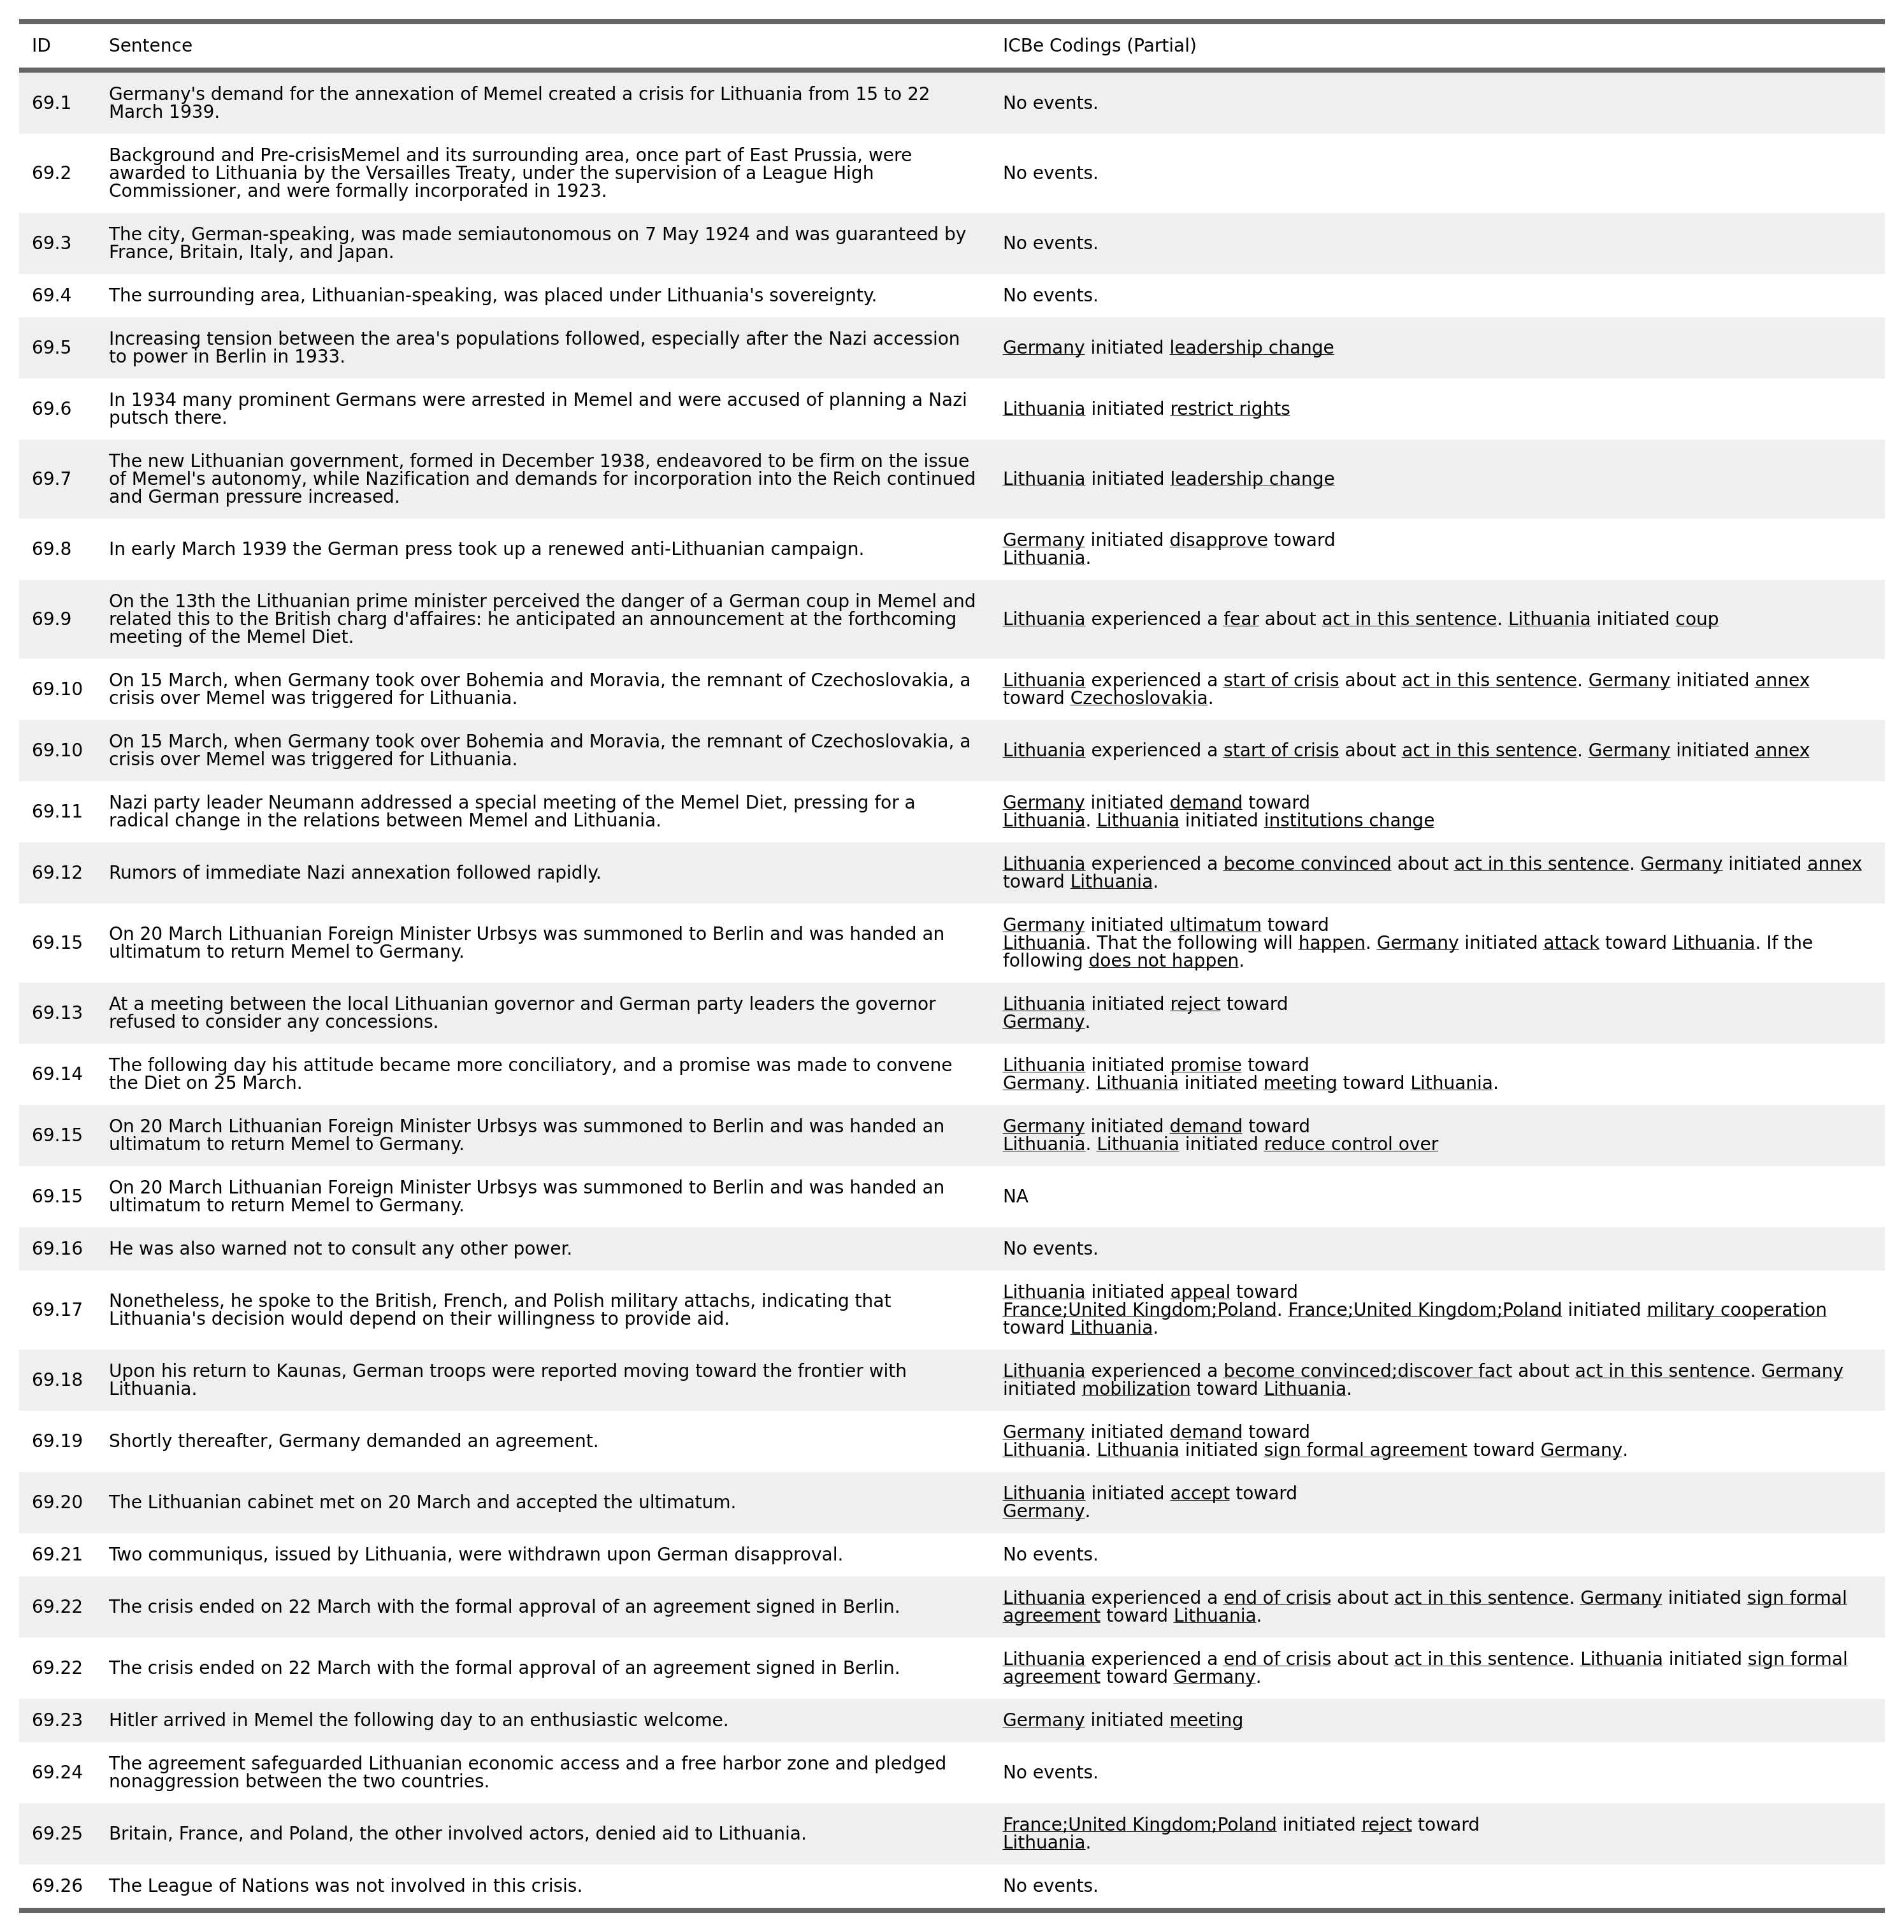 ID Sentence ICBe Codings (Partial)
69.1 Germany's demand for the annexation of Memel created a crisis for Lithuania from 15 to 22
March 1939.
No events.
69.2 Background and Pre-crisisMemel and its surrounding area, once part of East Prussia, were
awarded to Lithuania by the Versailles Treaty, under the supervision of a League High
Commissioner, and were formally incorporated in 1923.
No events.
69.3 The city, German-speaking, was made semiautonomous on 7 May 1924 and was guaranteed by
France, Britain, Italy, and Japan.
No events.
69.4 The surrounding area, Lithuanian-speaking, was placed under Lithuania's sovereignty.
No events.
69.5 Increasing tension between the area's populations followed, especially after the Nazi accession
to power in Berlin in 1933.
Germany initiated leadership change
69.6 In 1934 many prominent Germans were arrested in Memel and were accused of planning a Nazi
putsch there.
Lithuania initiated restrict rights
69.7 The new Lithuanian government, formed in December 1938, endeavored to be firm on the issue
of Memel's autonomy, while Nazification and demands for incorporation into the Reich continued
and German pressure increased.
Lithuania initiated leadership change
69.8 In early March 1939 the German press took up a renewed anti-Lithuanian campaign.
Germany initiated disapprove toward
Lithuania.
69.9 On the 13th the Lithuanian prime minister perceived the danger of a German coup in Memel and
related this to the British charg d'affaires: he anticipated an announcement at the forthcoming
meeting of the Memel Diet.
Lithuania experienced a fear about act in this sentence. Lithuania initiated coup
69.10 On 15 March, when Germany took over Bohemia and Moravia, the remnant of Czechoslovakia, a
crisis over Memel was triggered for Lithuania.
Lithuania experienced a start of crisis about act in this sentence. Germany initiated annex
toward Czechoslovakia.
69.10 On 15 March, when Germany took over Bohemia and Moravia, the remnant of Czechoslovakia, a
crisis over Memel was triggered for Lithuania.
Lithuania experienced a start of crisis about act in this sentence. Germany initiated annex
69.11 Nazi party leader Neumann addressed a special meeting of the Memel Diet, pressing for a
radical change in the relations between Memel and Lithuania.
Germany initiated demand toward
Lithuania. Lithuania initiated institutions change
69.12 Rumors of immediate Nazi annexation followed rapidly.
Lithuania experienced a become convinced about act in this sentence. Germany initiated annex
toward Lithuania.
69.15 On 20 March Lithuanian Foreign Minister Urbsys was summoned to Berlin and was handed an
ultimatum to return Memel to Germany.
Germany initiated ultimatum toward
Lithuania. That the following will happen. Germany initiated attack toward Lithuania. If the
following does not happen.
69.13 At a meeting between the local Lithuanian governor and German party leaders the governor
refused to consider any concessions.
Lithuania initiated reject toward
Germany.
69.14 The following day his attitude became more conciliatory, and a promise was made to convene
the Diet on 25 March.
Lithuania initiated promise toward
Germany. Lithuania initiated meeting toward Lithuania.
69.15 On 20 March Lithuanian Foreign Minister Urbsys was summoned to Berlin and was handed an
ultimatum to return Memel to Germany.
Germany initiated demand toward
Lithuania. Lithuania initiated reduce control over
69.15 On 20 March Lithuanian Foreign Minister Urbsys was summoned to Berlin and was handed an
ultimatum to return Memel to Germany.
NA
69.16 He was also warned not to consult any other power.
No events.
69.17 Nonetheless, he spoke to the British, French, and Polish military attachs, indicating that
Lithuania's decision would depend on their willingness to provide aid.
Lithuania initiated appeal toward
France;United Kingdom;Poland. France;United Kingdom;Poland initiated military cooperation
toward Lithuania.
69.18 Upon his return to Kaunas, German troops were reported moving toward the frontier with
Lithuania.
Lithuania experienced a become convinced;discover fact about act in this sentence. Germany
initiated mobilization toward Lithuania.
69.19 Shortly thereafter, Germany demanded an agreement.
Germany initiated demand toward
Lithuania. Lithuania initiated sign formal agreement toward Germany.
69.20 The Lithuanian cabinet met on 20 March and accepted the ultimatum.
Lithuania initiated accept toward
Germany.
69.21 Two communiqus, issued by Lithuania, were withdrawn upon German disapproval.
No events.
69.22 The crisis ended on 22 March with the formal approval of an agreement signed in Berlin.
Lithuania experienced a end of crisis about act in this sentence. Germany initiated sign formal
agreement toward Lithuania.
69.22 The crisis ended on 22 March with the formal approval of an agreement signed in Berlin.
Lithuania experienced a end of crisis about act in this sentence. Lithuania initiated sign formal
agreement toward Germany.
69.23 Hitler arrived in Memel the following day to an enthusiastic welcome.
Germany initiated meeting
69.24 The agreement safeguarded Lithuanian economic access and a free harbor zone and pledged
nonaggression between the two countries.
No events.
69.25 Britain, France, and Poland, the other involved actors, denied aid to Lithuania.
France;United Kingdom;Poland initiated reject toward
Lithuania.
69.26 The League of Nations was not involved in this crisis.
No events.